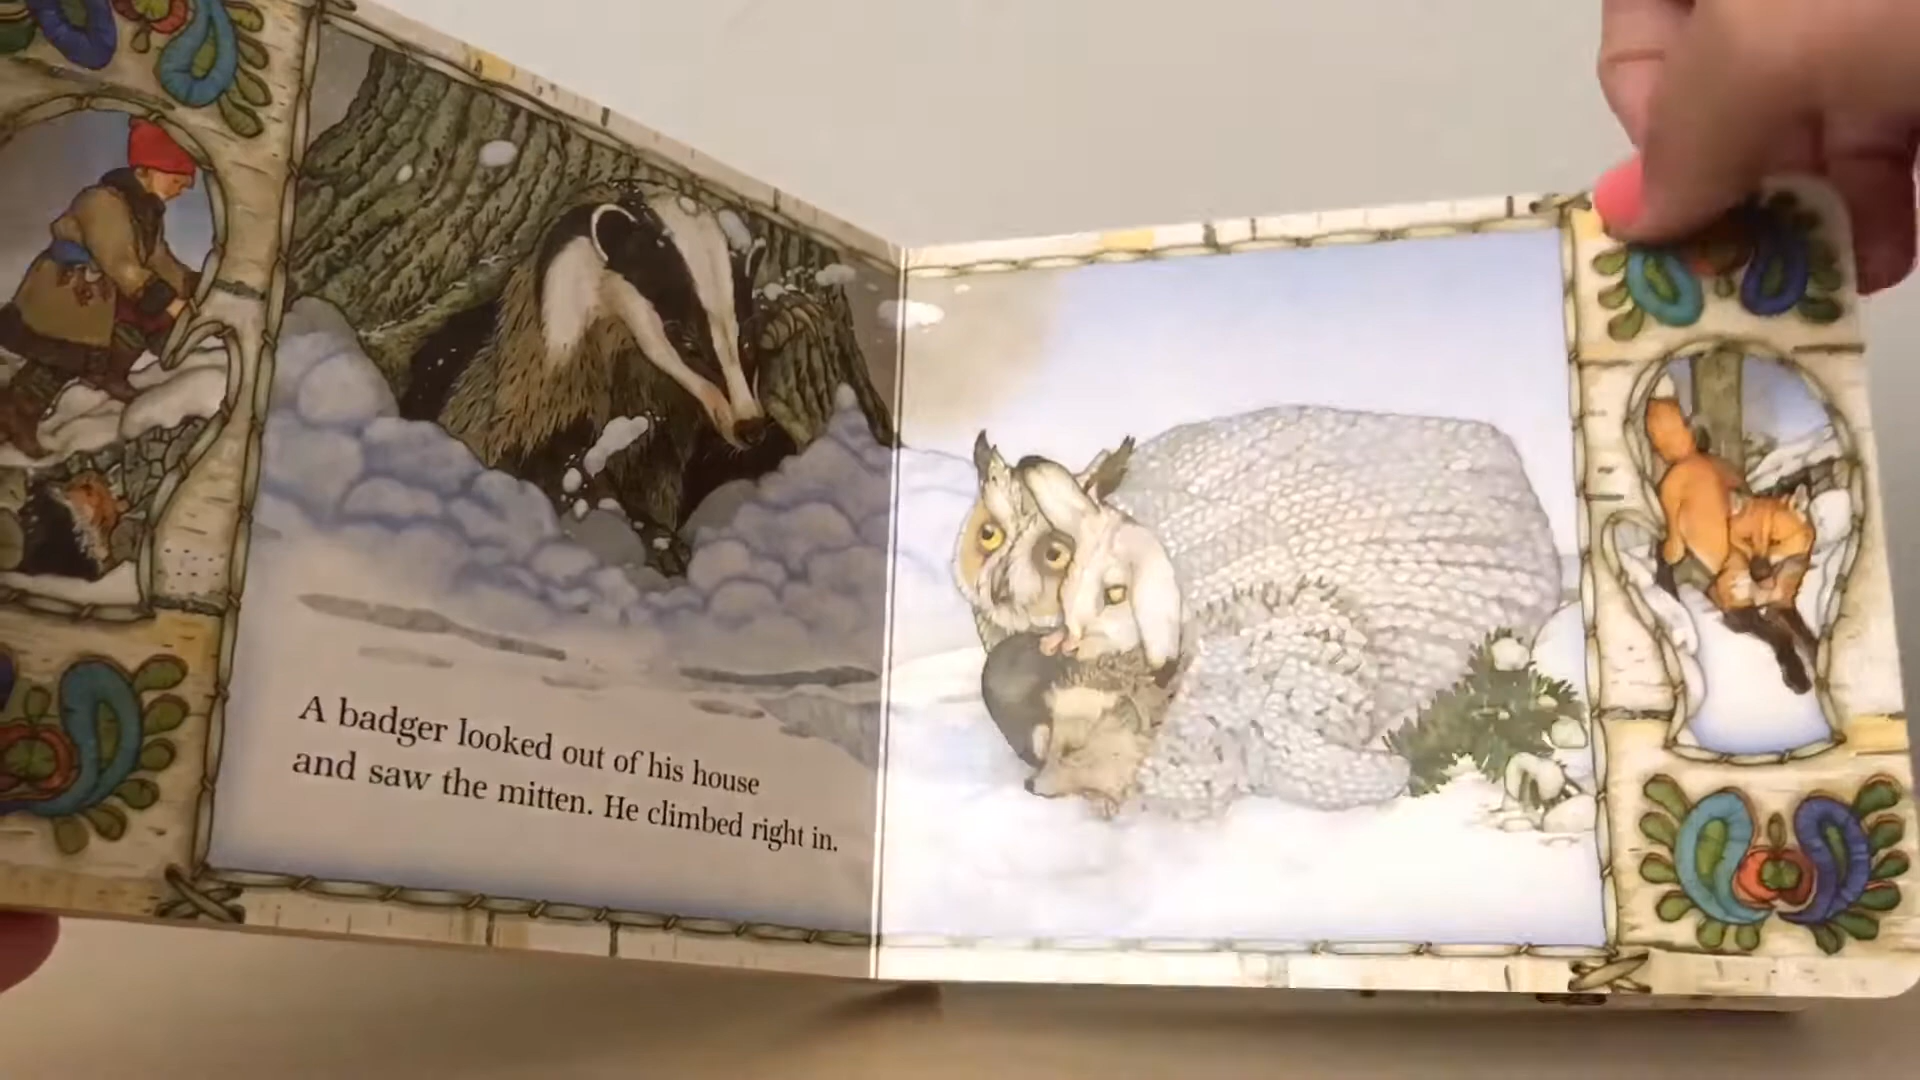 A badger looked out of his house
and saw the mitten. He climbed right in.